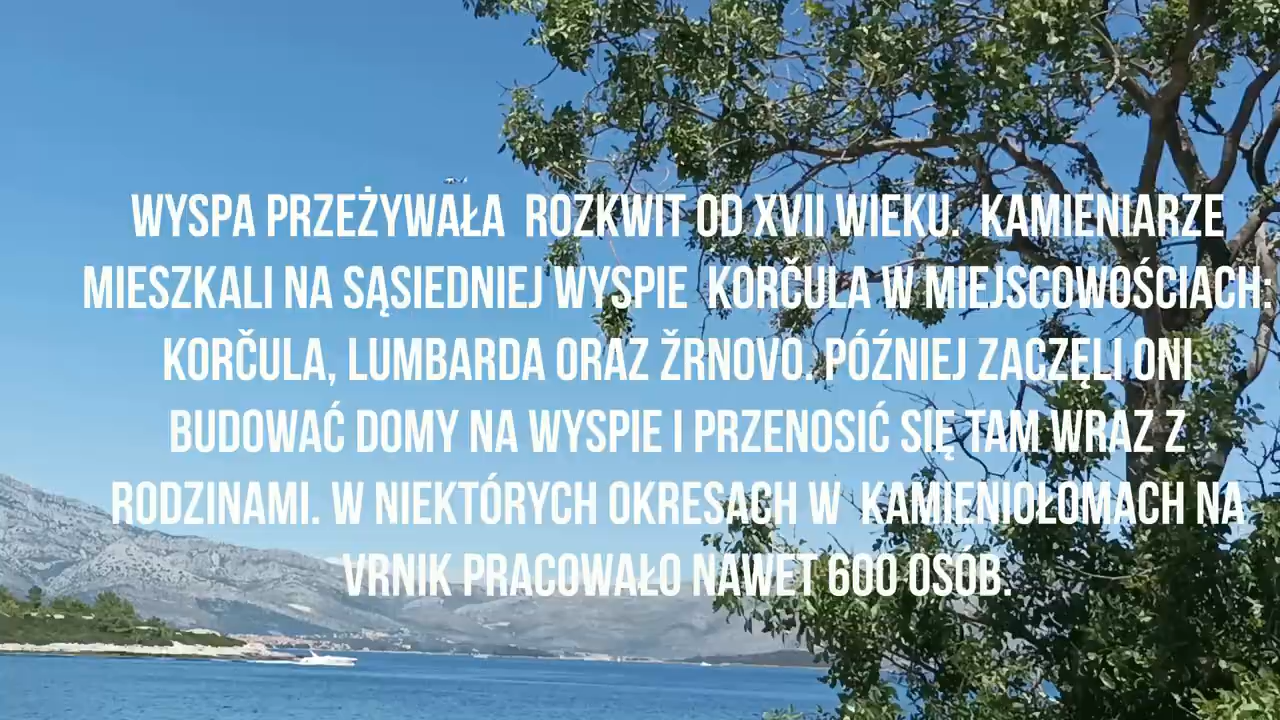 WYSPA PRZEŻYWAŁA ROZKWIT OD XVII WIEKU. KAMIENIARZE
MIESZKALI NA SĄSIEDNIEJ WYSPIE KORČULA W MIEJSCOWOŚCIACH:
KORČULA, LUMBARDA ORAZ ŽRNOVO. PÓŹNIEJ ZACZĘLI ONI
BUDOWAĆ DOMY NA WYSPIE I PRZENOSIĆ SIĘ TAM WRAZ Z
RODZINAMI. W NIEKTÓRYCH OKRESACH W KAMIENIOŁOMACH NA
VRNIK PRACOWAŁO NAWET 600 OSÓB.